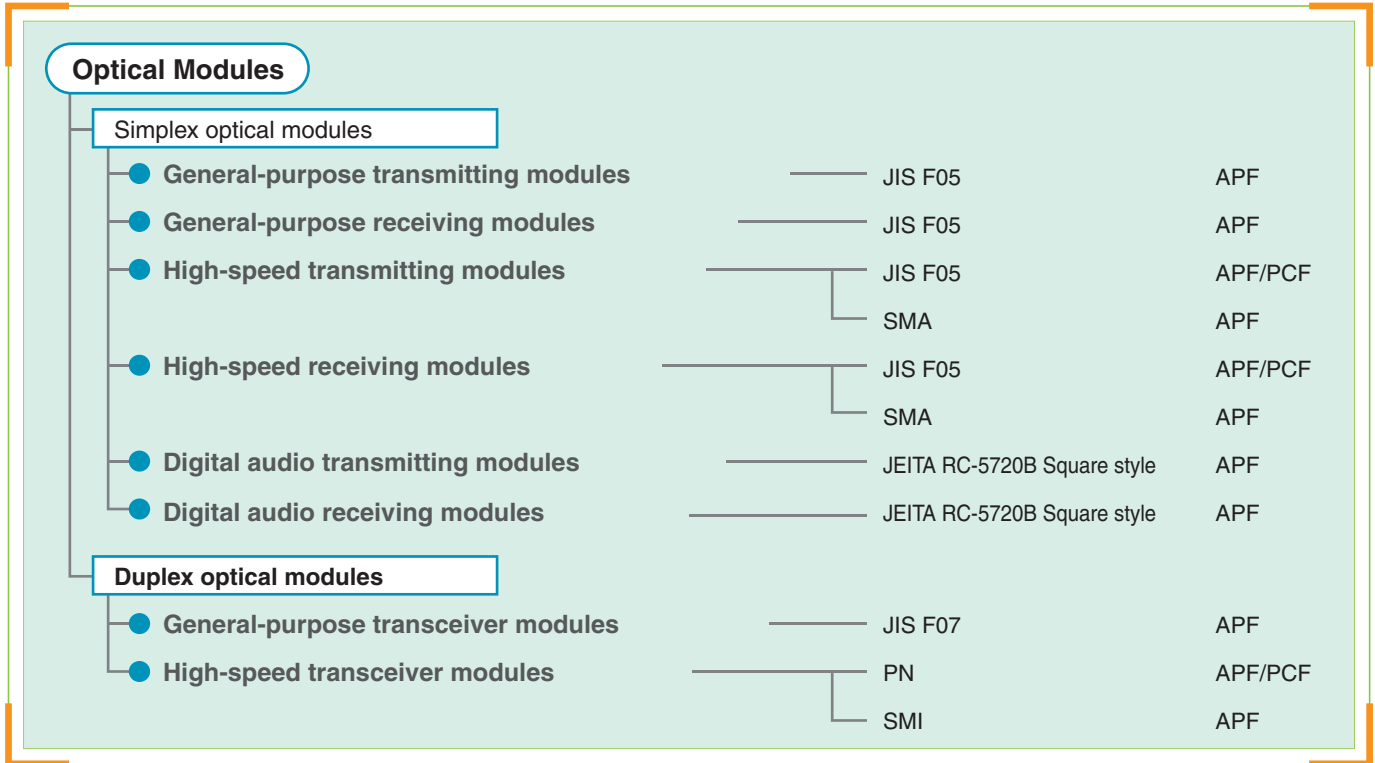 Optical Modules
Simplex optical modules
General-purpose transmitting modules JIS F05 APF
General-purpose receiving modules JIS F05 APF
High-speed transmitting modules JIS F05 APF/PCF
SMA APF
High-speed receiving modules JIS F05 APF/PCF
SMA APF
Digital audio transmitting modules JEITA RC-5720B Square style APF
Digital audio receiving modules JEITA RC-5720B Square style APF
Duplex optical modules
General-purpose transceiver modules JIS F07 APF
High-speed transceiver modules PN APF/PCF
SMI APF